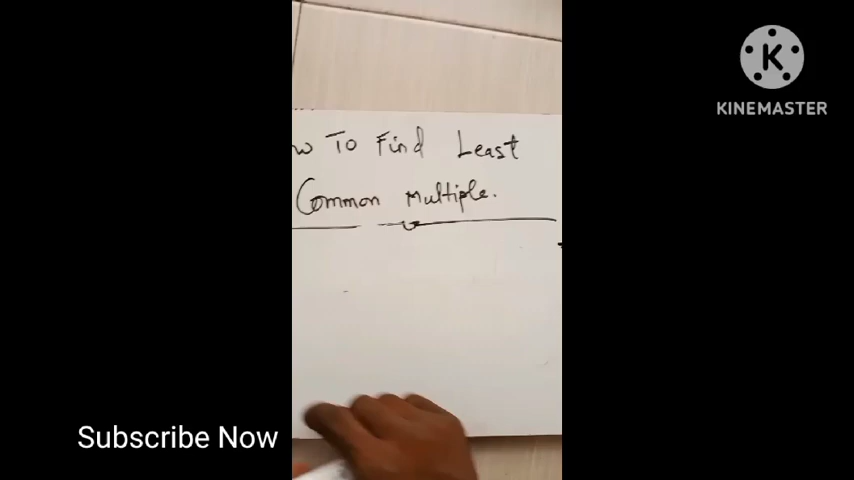 To Find Least
Common Multiple.
K
KINEMASTER
Subscribe Now